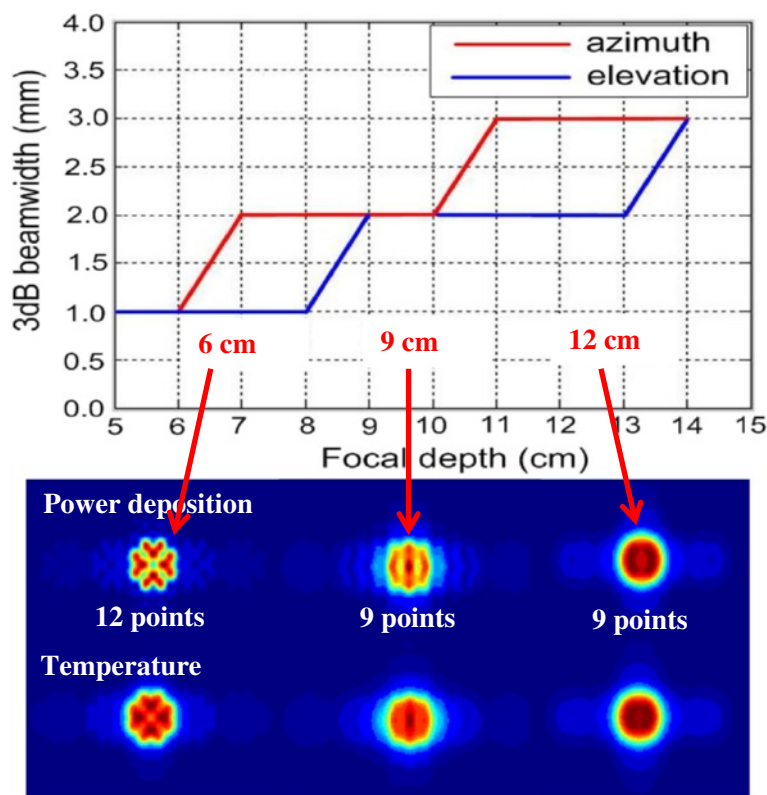 4.0
3.5
3.0
2.5
2.0
1.5
1.0
0.5
0.0
3dB beamwidth (mm)
azimuth
elevation
6 cm
9 cm
12 cm
5 6 7 8 9 10 11 12 13 14 15
Focal depth (cm)
Power deposition
12 points
9 points
9 points
Temperature